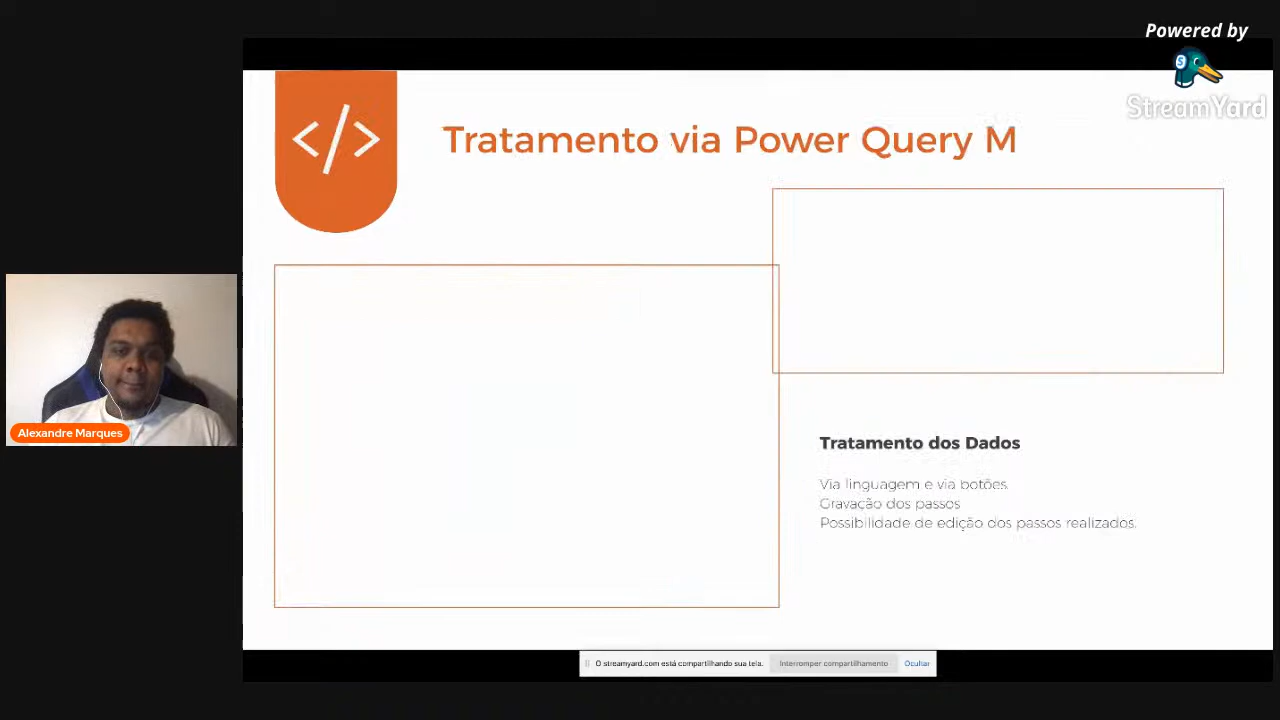 Powered by
StreamYard
</>
Tratamento via Power Query M
Alexandre Marques
Tratamento dos Dados
Via linguagem e via botões.
Gravação dos passos
Possibilidade de edição dos passos realizados.
O streamyard.com está compartilhando sua tela.
Interromper compartilhamento
Ocultar